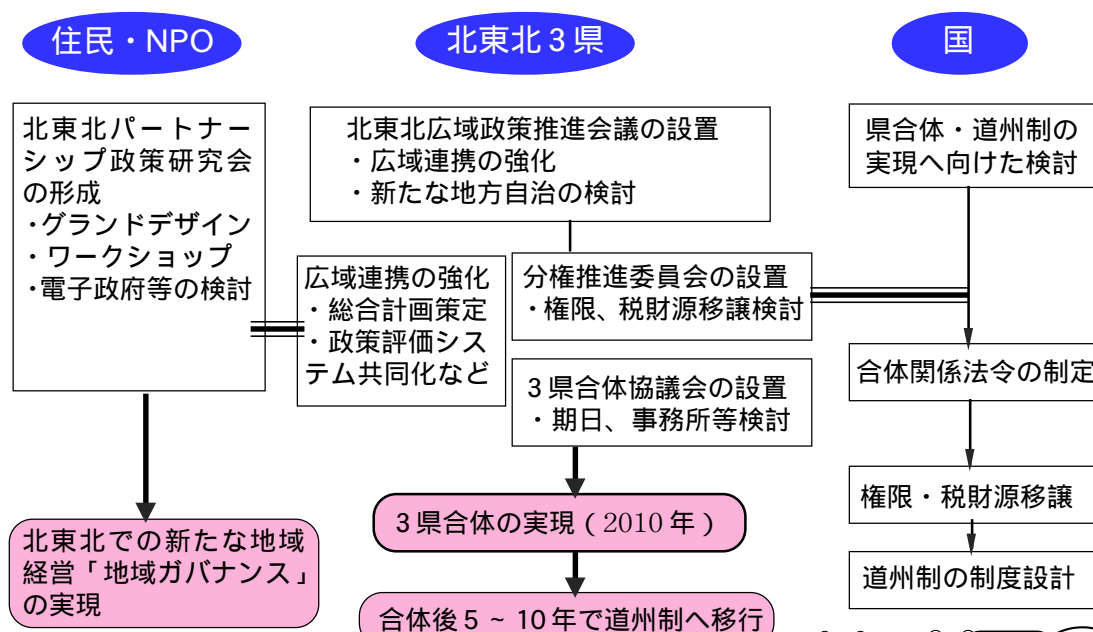 住民・NPO
北東北パートナー
シップ政策研究会
の形成
・グランドデザイン
・ワークショップ
・電子政府等の検討
北東北での新たな地域
経営「地域ガバナンス」
の実現
北東北3県
北東北広域政策推進会議の設置
・広域連携の強化
・新たな地方自治の検討
広域連携の強化
・総合計画策定
・政策評価シス
テム共同化など
分権推進委員会の設置
・権限、税財源移譲検討
3県合体協議会の設置
・期日、事務所等検討
3県合体の実現(2010年)
合体後5~10年で道州制へ移行
国
県合体・道州制の
実現へ向けた検討
合体関係法令の制定
権限・税財源移譲
道州制の制度設計